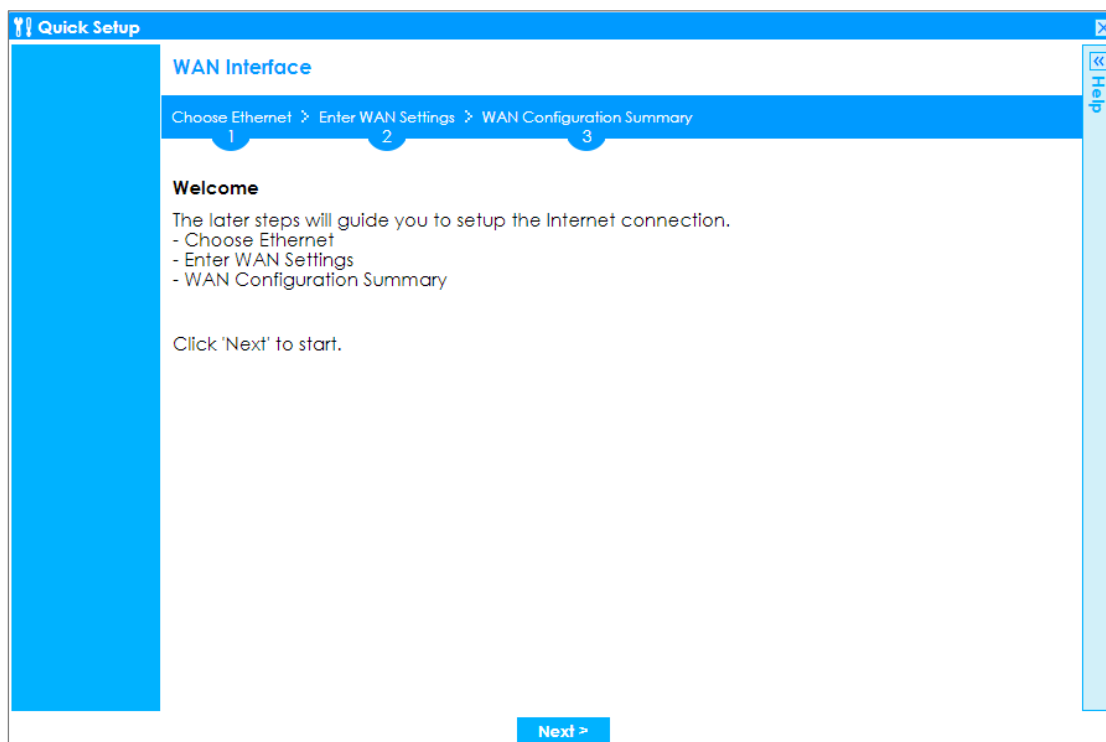 Quick Setup
WAN Interface
Help
Choose Ethernet > Enter WAN Settings > WAN Configuration Summary
1 2 3
Welcome
The later steps will guide you to setup the Internet connection.
- Choose Ethernet
- Enter WAN Settings
- WAN Configuration Summary
Click 'Next' to start.
Next >